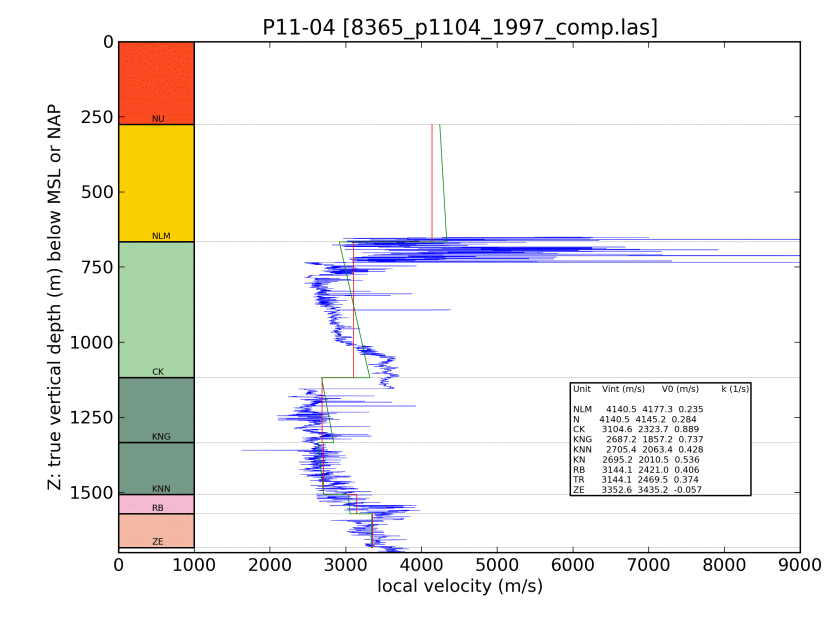 P11-04 [8365_p1104_1997_comp.las]
Z: true vertical depth (m) below MSL or NAP
0
250
500
750
1000
1250
1500
NU
NLM
CK
KNG
KNN
RB
ZE
Unit Vint (m/s) V0 (m/s) k (1/s)
NLM 4140.5 4177.3 0.235
N 4140.5 4145.2 0.284
CK 3104.6 2323.7 0.889
KNG 2687.2 1857.2 0.737
KNN 2705.4 2063.4 0.428
KN 2695.2 2010.5 0.536
RB 3144.1 2421.0 0.406
TR 3144.1 2469.5 0.374
ZE 3352.6 3435.2 -0.057
0 1000 2000 3000 4000 5000 6000 7000 8000 9000
local velocity (m/s)